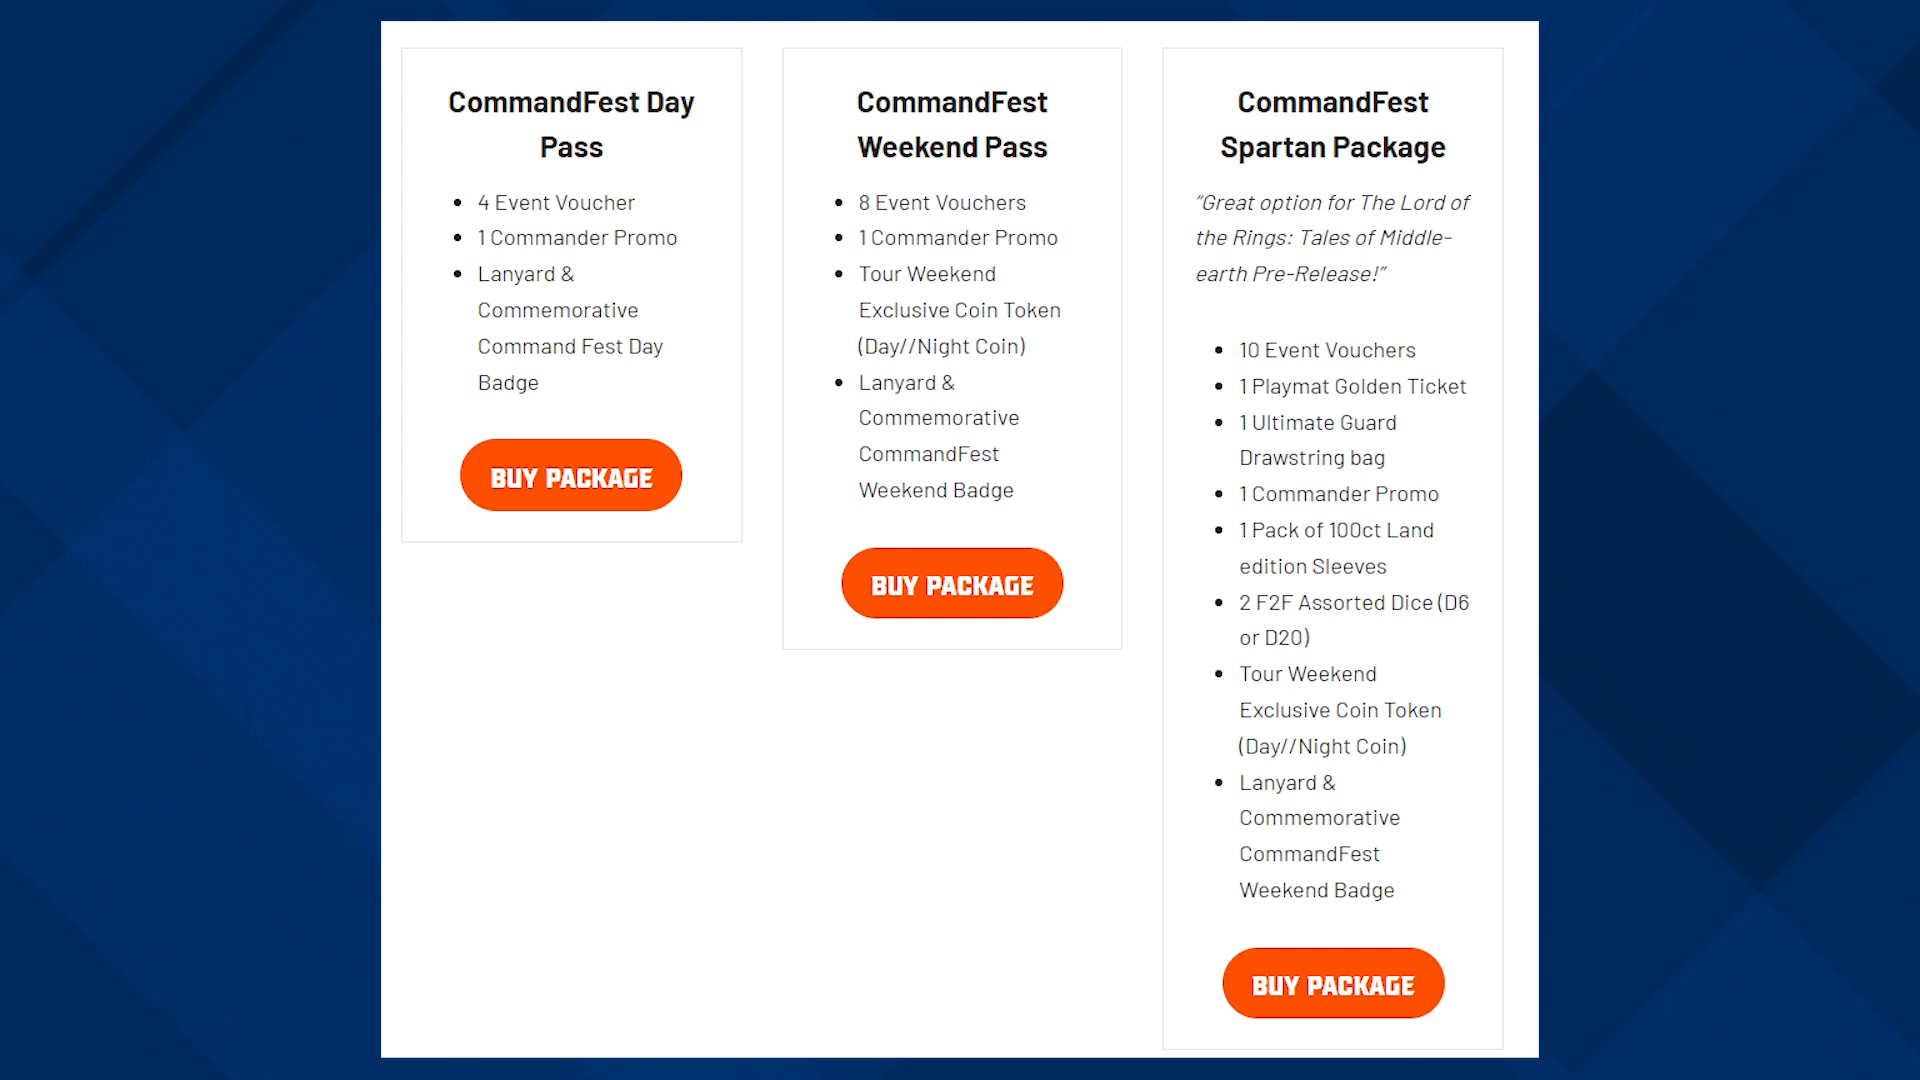 CommandFest Day
Pass
• 4 Event Voucher
• 1 Commander Promo
• Lanyard &
Commemorative
Command Fest Day
Badge
BUY PACKAGE
CommandFest
Weekend Pass
• 8 Event Vouchers
• 1 Commander Promo
• Tour Weekend
Exclusive Coin Token
(Day//Night Coin)
• Lanyard &
Commemorative
CommandFest
Weekend Badge
BUY PACKAGE
CommandFest
Spartan Package
"Great option for The Lord of
the Rings: Tales of Middle-
earth Pre-Release!"
• 10 Event Vouchers
• 1 Playmat Golden Ticket
• 1 Ultimate Guard
Drawstring bag
• 1 Commander Promo
• 1 Pack of 100ct Land
edition Sleeves
• 2 F2F Assorted Dice (D6
or D20)
• Tour Weekend
Exclusive Coin Token
(Day//Night Coin)
• Lanyard &
Commemorative
CommandFest
Weekend Badge
BUY PACKAGE